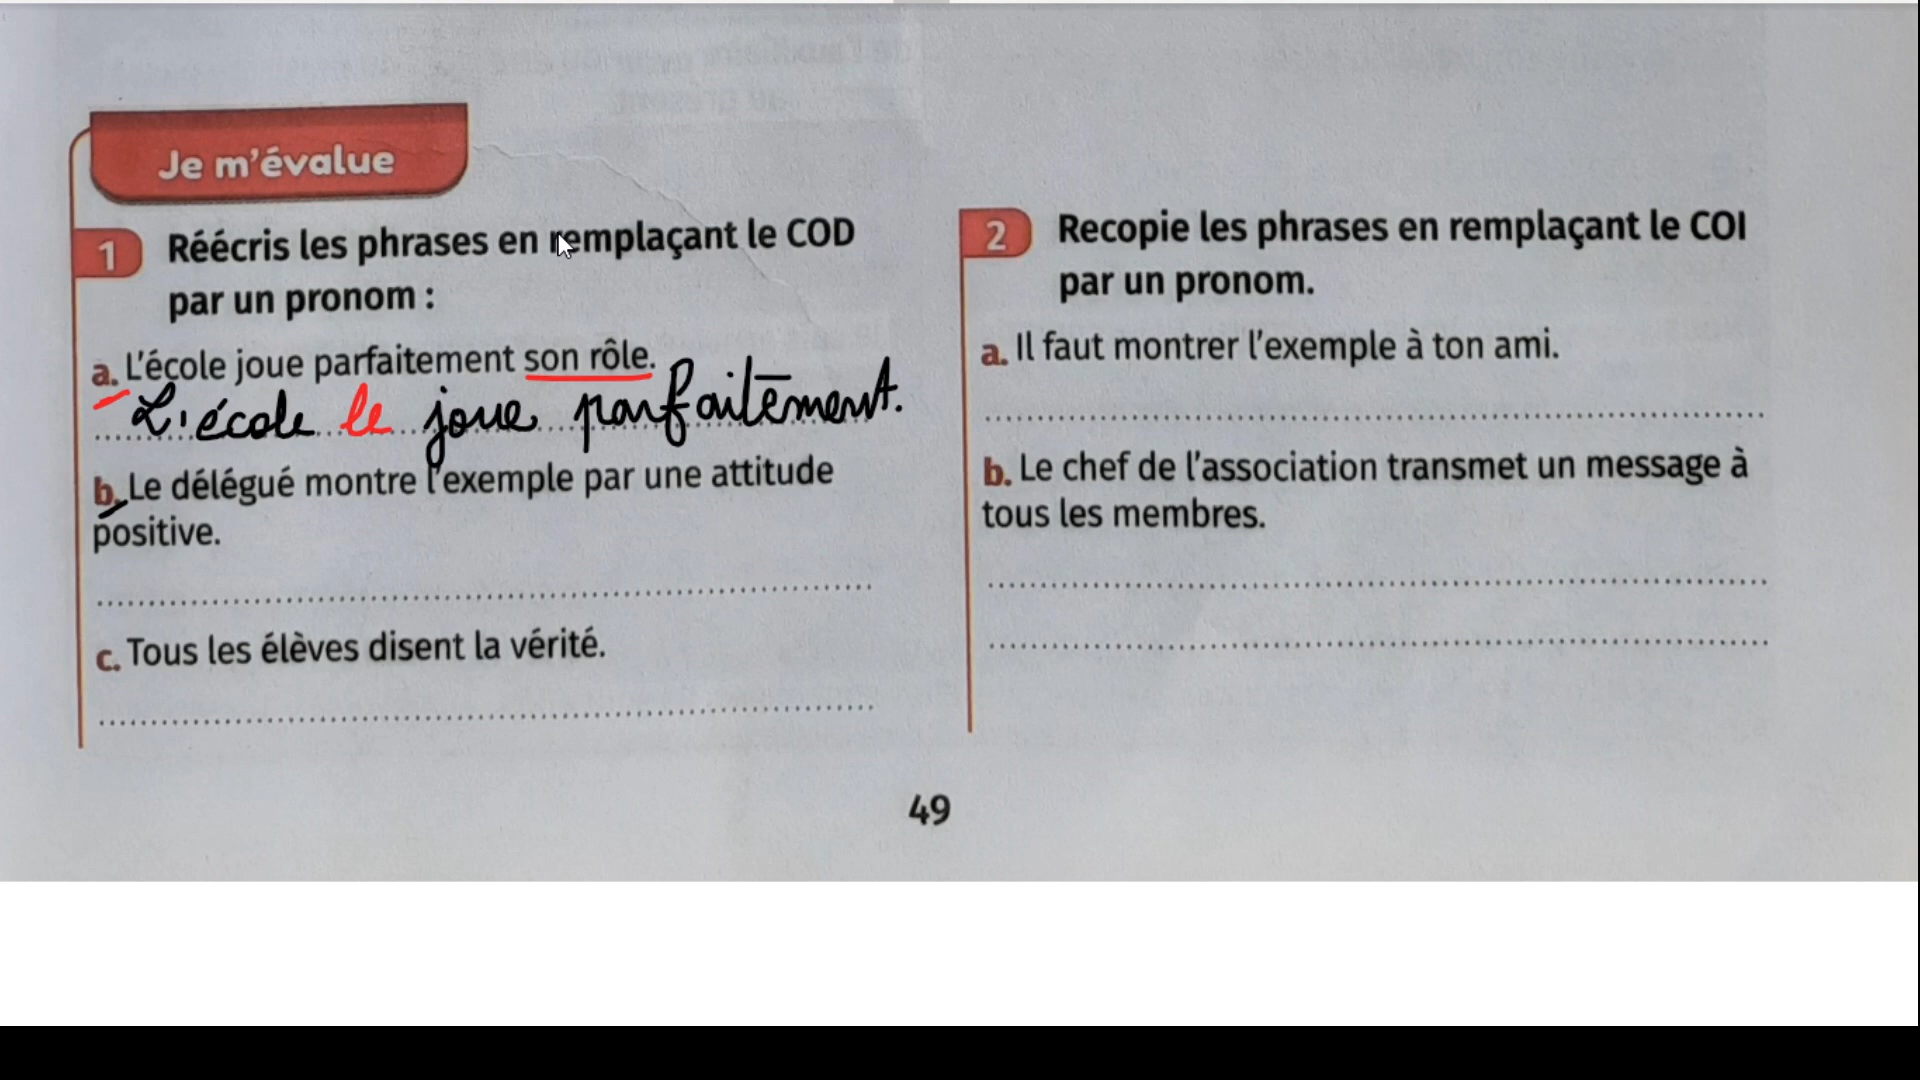 Je m'évalue
1 Réécris les phrases en remplaçant le COD
par un pronom :
a. L'école joue parfaitement son rôle.
L'école le joue parfaitement.
b. Le délégué montre l'exemple par une attitude
positive.
c. Tous les élèves disent la vérité.
2 Recopie les phrases en remplaçant le COI
par un pronom.
a. Il faut montrer l'exemple à ton ami.
b. Le chef de l'association transmet un message à
tous les membres.
49